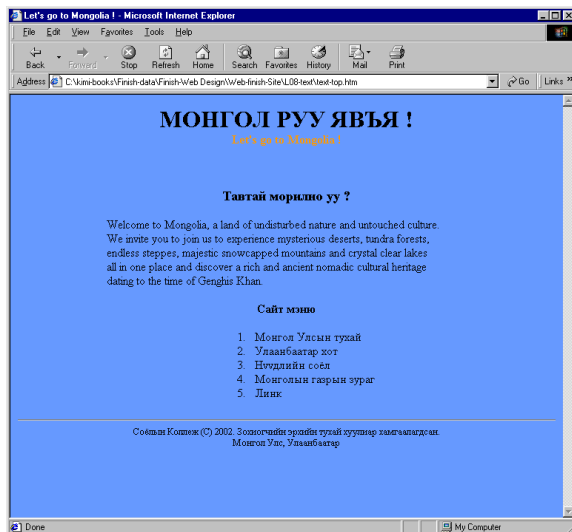 Let's go to Mongolia ! - Microsoft Internet Explorer
File Edit View Favorites Tools Help
Back Forward Stop Refresh Home Search Favorites History Mail Print
Address C:\kimi-books\Finish-data\Finish-Web Design\Web-finish-Site\L08-text\text-top.htm Go Links »
МОНГОЛ РУУ ЯВЪЯ !
Let's go to Mongolia !
Тавтай морилно уу ?
Welcome to Mongolia, a land of undisturbed nature and untouched culture.
We invite you to join us to experience mysterious deserts, tundra forests,
endless steppes, majestic snowcapped mountains and crystal clear lakes
all in one place and discover a rich and ancient nomadic cultural heritage
dating to the time of Genghis Khan.
Сайт мэню
1. Монгол Улсын тухай
2. Улаанбаатар хот
3. Нvvдлийн соёл
4. Монголын газрын зураг
5. Линк
Соёлын Коллеж (C) 2002. Зохиогчийн эрхийн тухай хуулиар хамгаалагдсан.
Монгол Улс, Улаанбаатар
Done My Computer